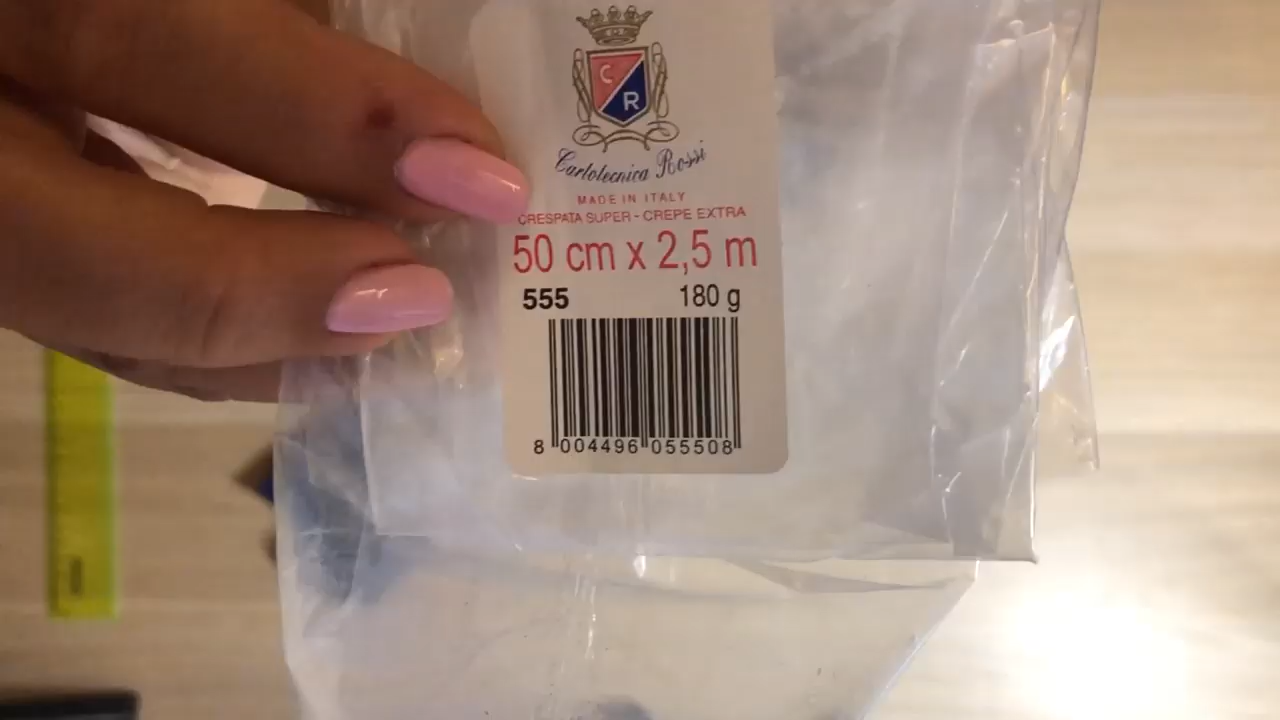 C
R
Cartotecnica Rossi
MADE IN ITALY
CRESPATA SUPER - CREPE EXTRA
50 cm x 2,5 m
555 180 g
8 004496 055508